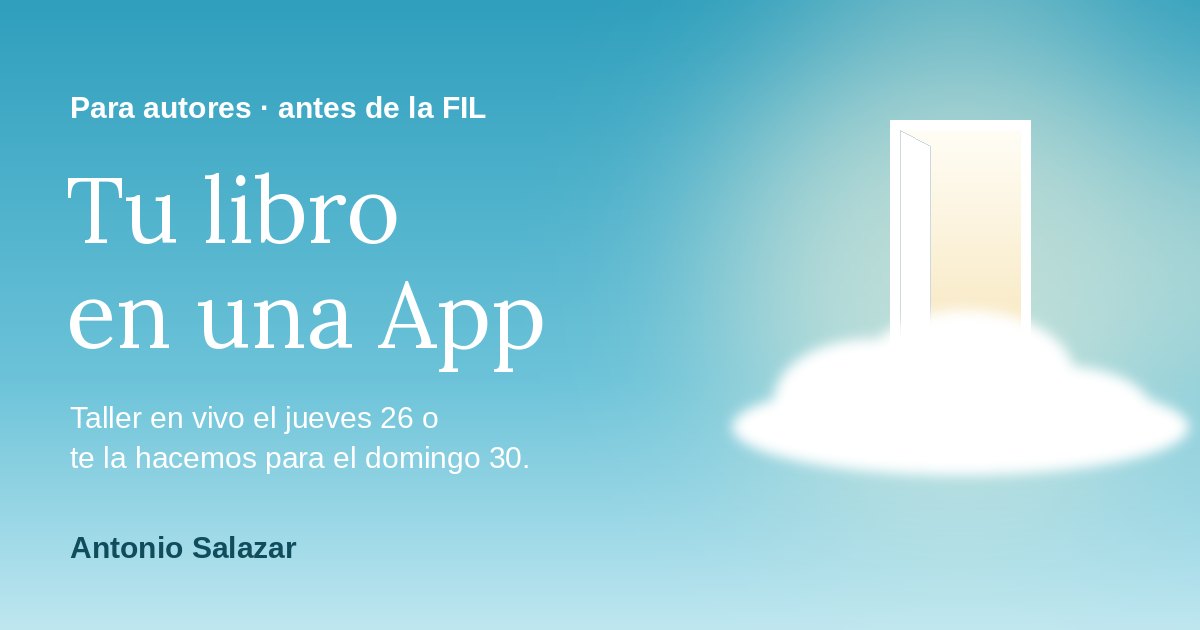 Para autores · antes de la FIL
Tu libro
en una App
Taller en vivo el jueves 26 o
te la hacemos para el domingo 30.
Antonio Salazar